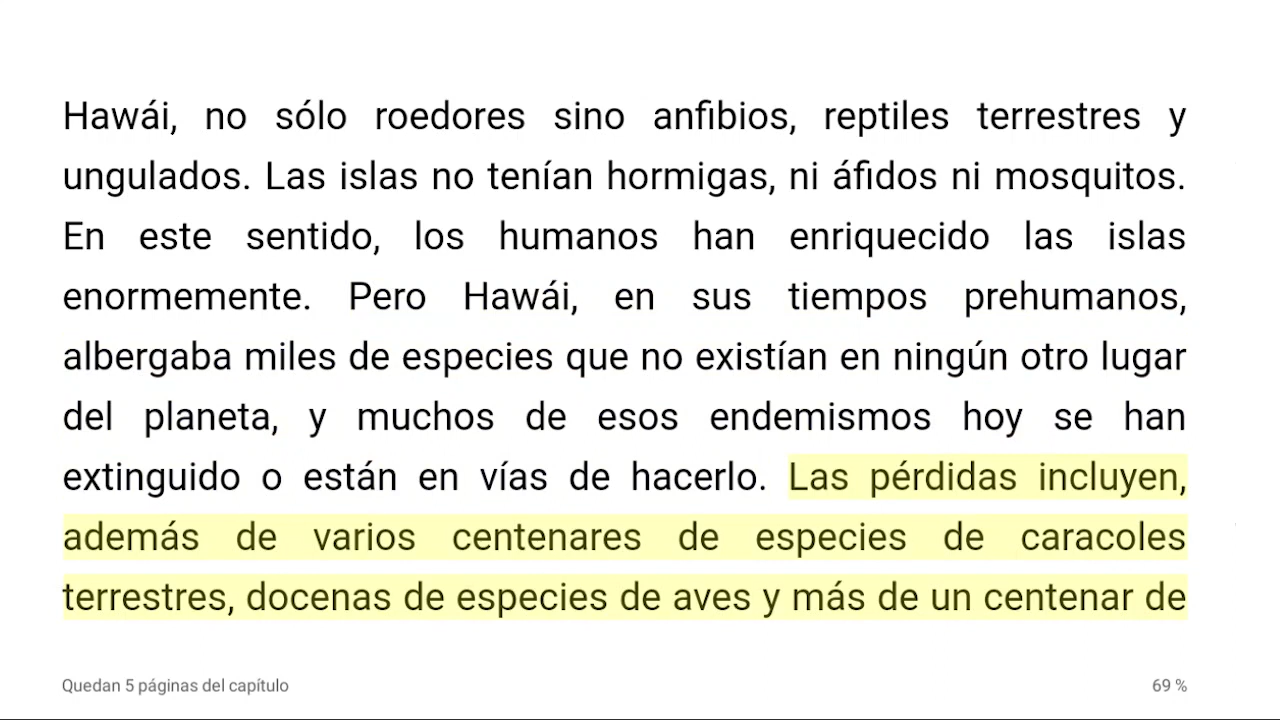 Hawái, no sólo roedores sino anfibios, reptiles terrestres y
ungulados. Las islas no tenían hormigas, ni áfidos ni mosquitos.
En este sentido, los humanos han enriquecido las islas
enormemente. Pero Hawái, en sus tiempos prehumanos,
albergaba miles de especies que no existían en ningún otro lugar
del planeta, y muchos de esos endemismos hoy se han
extinguido o están en vías de hacerlo. Las pérdidas incluyen,
además de varios centenares de especies de caracoles
terrestres, docenas de especies de aves y más de un centenar de
Quedan 5 páginas del capítulo
69 %